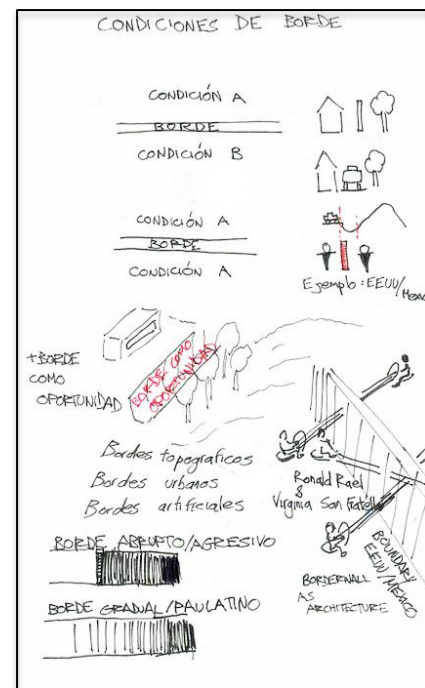 CONDICIONES DE BORDE
CONDICIÓN A
BORDE
CONDICIÓN B
CONDICIÓN A
BORDE
CONDICIÓN A
Ejemplo: EEUU/
+BORDE
COMO
OPORTUNIDAD
BORDE COMO
OPORTUNIDAD
Bordes topograficos
Bordes urbanos
Bordes artificiales
Ronald Rael
&
Virginia San Fratello
BORDE ABRUPTO/AGRESIVO
BORDE GRADUAL/PAULATINO
BOUNDARY
EEUU/MEXICO
BORDERWALL
AS
ARCHITECTURE